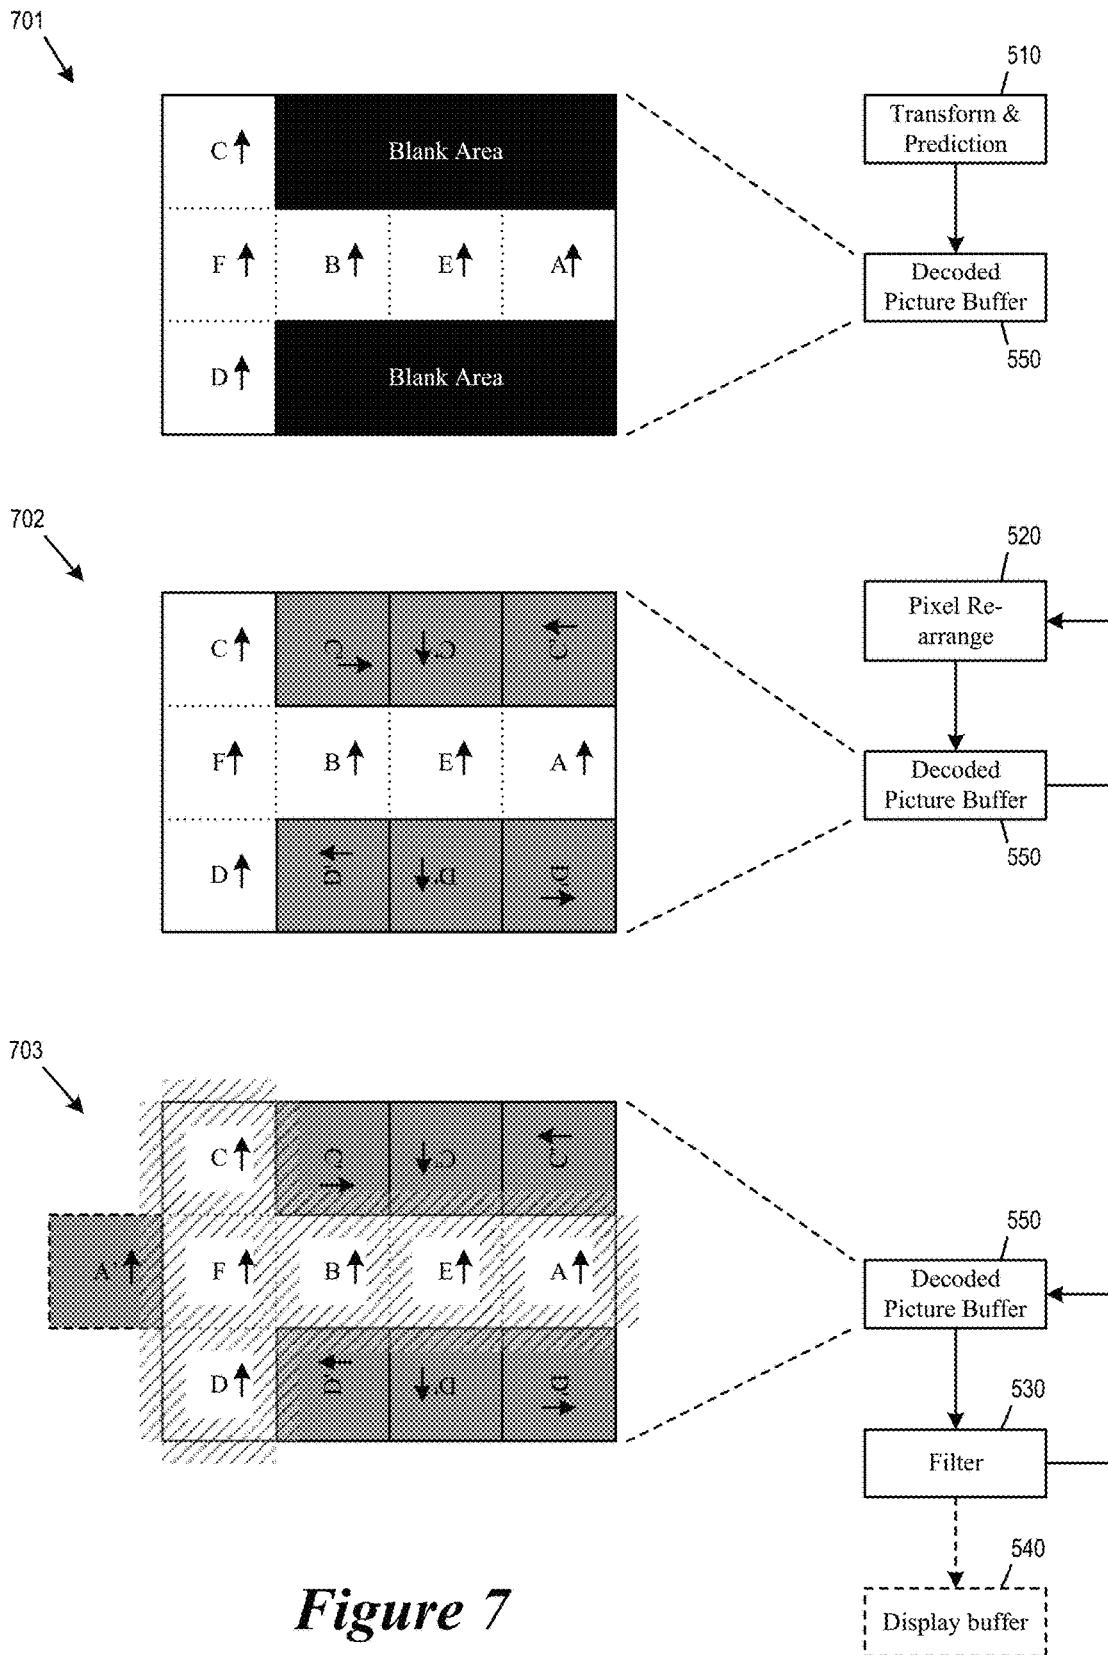 701
510
Transform &
Prediction
C
Blank Area
F
B
E
A
Decoded
Picture Buffer
550
D
Blank Area
702
520
Pixel Re-
arrange
C
C'
C'
C'
F
B
E
A
Decoded
Picture Buffer
550
D
D'
D'
D'
703
C
C'
C'
C'
550
A
F
B
E
A
Decoded
Picture Buffer
D
D'
D'
D'
530
Filter
540
Display buffer
Figure 7